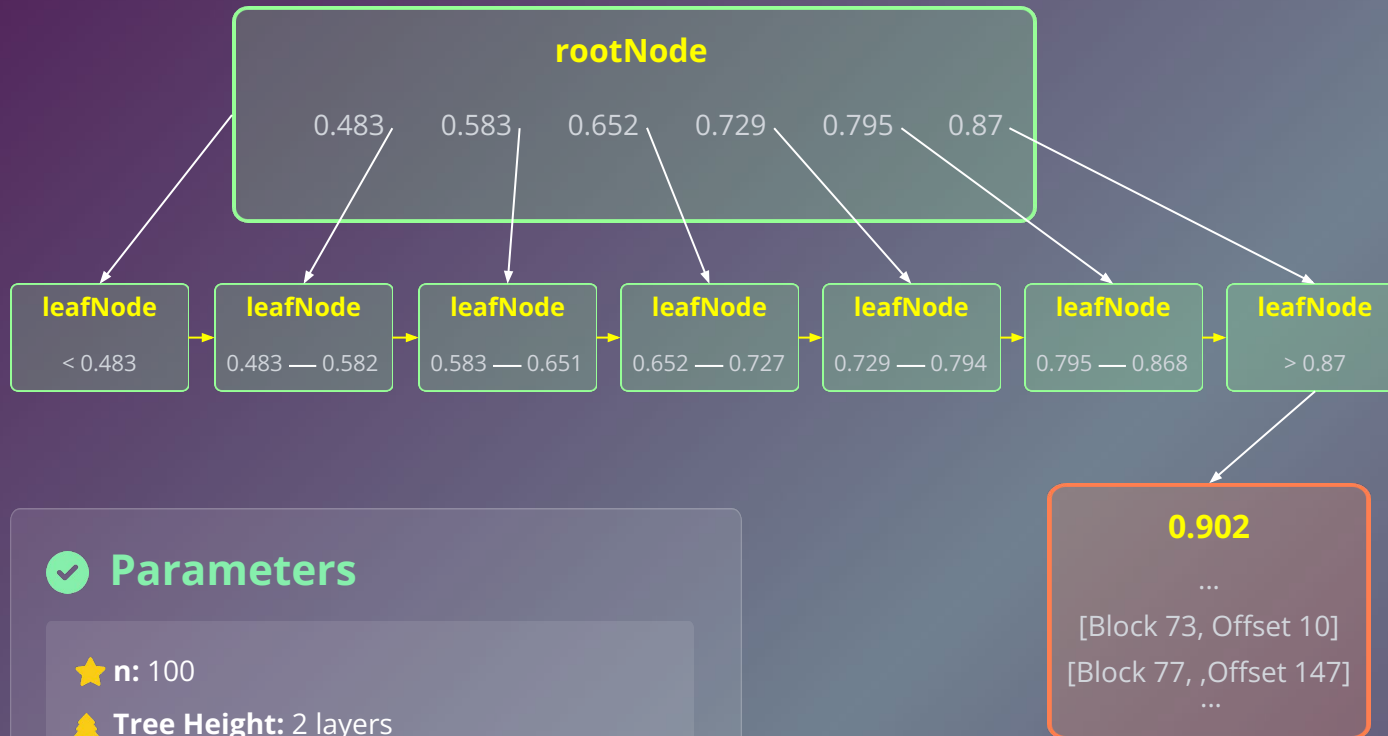 rootNode
0.483 0.583 0.652 0.729 0.795 0.87
leafNode leafNode leafNode leafNode leafNode leafNode leafNode
< 0.483 0.483 — 0.582 0.583 — 0.651 0.652 — 0.727 0.729 — 0.794 0.795 — 0.868 > 0.87
0.902
...
[Block 73, Offset 10]
[Block 77, ,Offset 147]
...
Parameters
n: 100
Tree Height: 2 layers